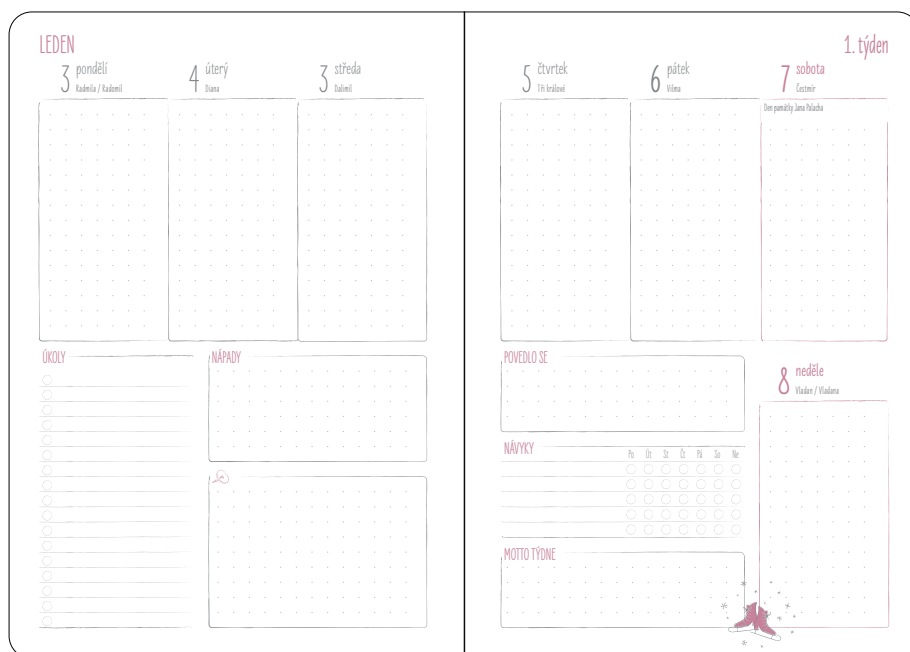 LEDEN
3 pondělí
Radmila / Radomil
4 úterý
Diana
3 středa
Dalimil
ÚKOLY
NÁPADY
1. týden
5 čtvrtek
Tři králové
6 pátek
Vilma
7 sobota
Čestmír
Den památky Jana Palacha
POVEDLO SE
8 neděle
Vladan / Vladana
NÁVYKY
Po Út St Čt Pá So Ne
MOTTO TÝDNE